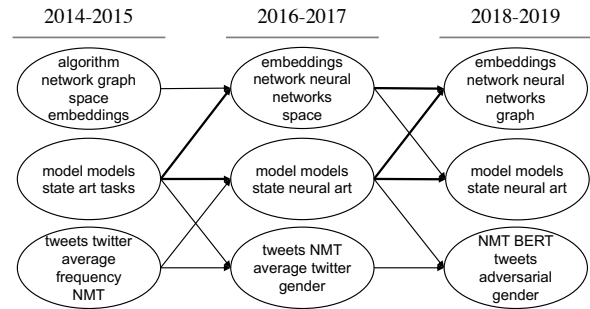 2014-2015
2016-2017
2018-2019
algorithm
network graph
space
embeddings
embeddings
network neural
networks
space
embeddings
network neural
networks
graph
model models
state art tasks
model models
state neural art
model models
state neural art
tweets twitter
average
frequency
NMT
tweets NMT
average twitter
gender
NMT BERT
tweets
adversarial
gender